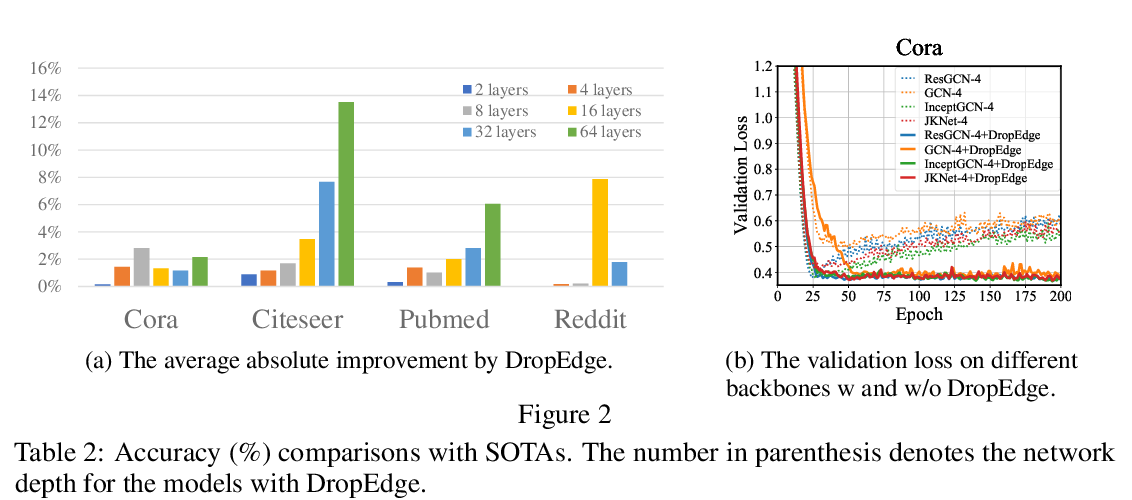 16%
14%
12%
10%
8%
6%
4%
2%
0%
2 layers
4 layers
8 layers
16 layers
32 layers
64 layers
Cora
Citeseer
Pubmed
Reddit
(a) The average absolute improvement by DropEdge.
Cora
Validation Loss
1.2
1.1
1.0
0.9
0.8
0.7
0.6
0.5
0.4
ResGCN-4
GCN-4
InceptGCN-4
JKNet-4
ResGCN-4+DropEdge
GCN-4+DropEdge
InceptGCN-4+DropEdge
JKNet-4+DropEdge
0 25 50 75 100 125 150 175 200
Epoch
(b) The validation loss on different
backbones w and w/o DropEdge.
Figure 2
Table 2: Accuracy (%) comparisons with SOTAs. The number in parenthesis denotes the network
depth for the models with DropEdge.